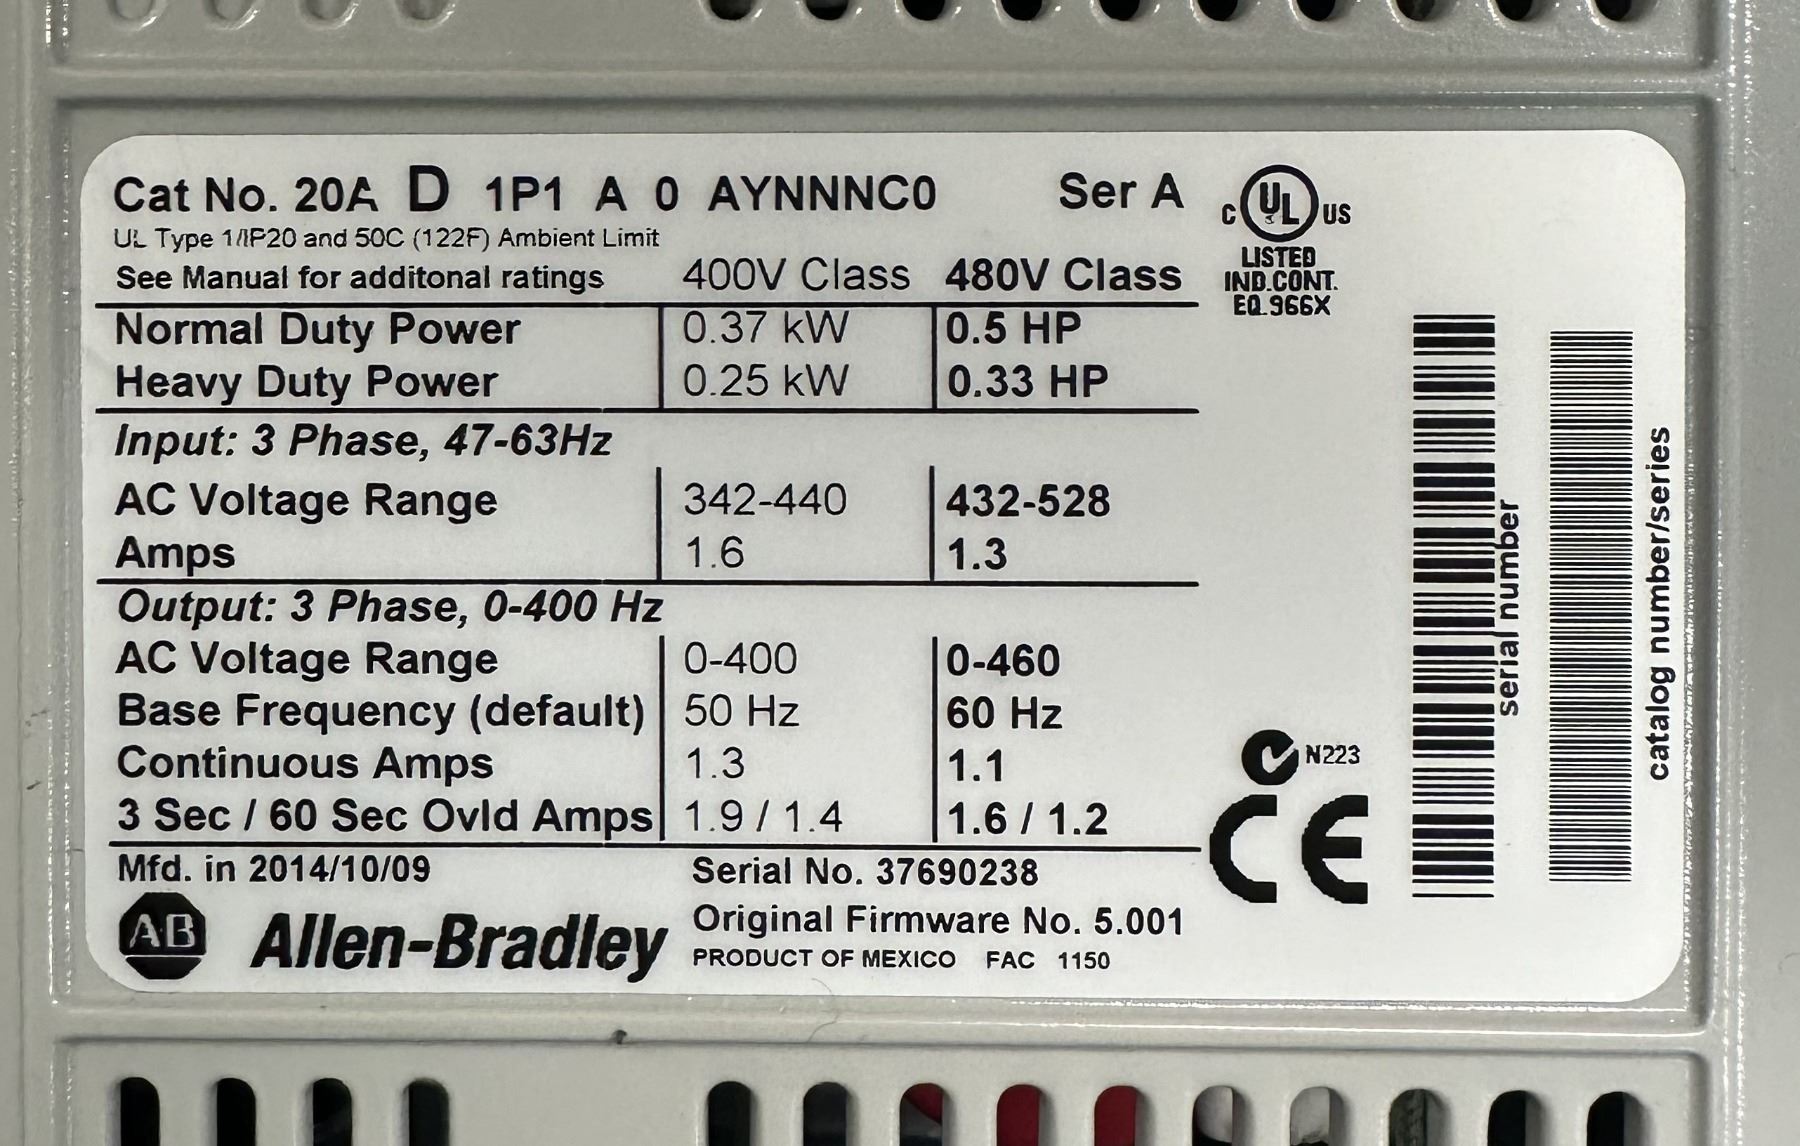 Cat No. 20A D 1P1 A 0 AYNNNC0 Ser A
UL Type 1/IP20 and 50C (122F) Ambient Limit
See Manual for additonal ratings 400V Class 480V Class
Normal Duty Power 0.37 kW 0.5 HP
Heavy Duty Power 0.25 kW 0.33 HP
Input: 3 Phase, 47-63Hz
AC Voltage Range 342-440 432-528
Amps 1.6 1.3
Output: 3 Phase, 0-400 Hz
AC Voltage Range 0-400 0-460
Base Frequency (default) 50 Hz 60 Hz
Continuous Amps 1.3 1.1
3 Sec / 60 Sec Ovld Amps 1.9 / 1.4 1.6 / 1.2
Mfd. in 2014/10/09 Serial No. 37690238
AB Allen-Bradley
Original Firmware No. 5.001
PRODUCT OF MEXICO FAC 1150
C UL US
LISTED
IND.CONT.
EQ.966X
N223
CE
serial number
catalog number/series